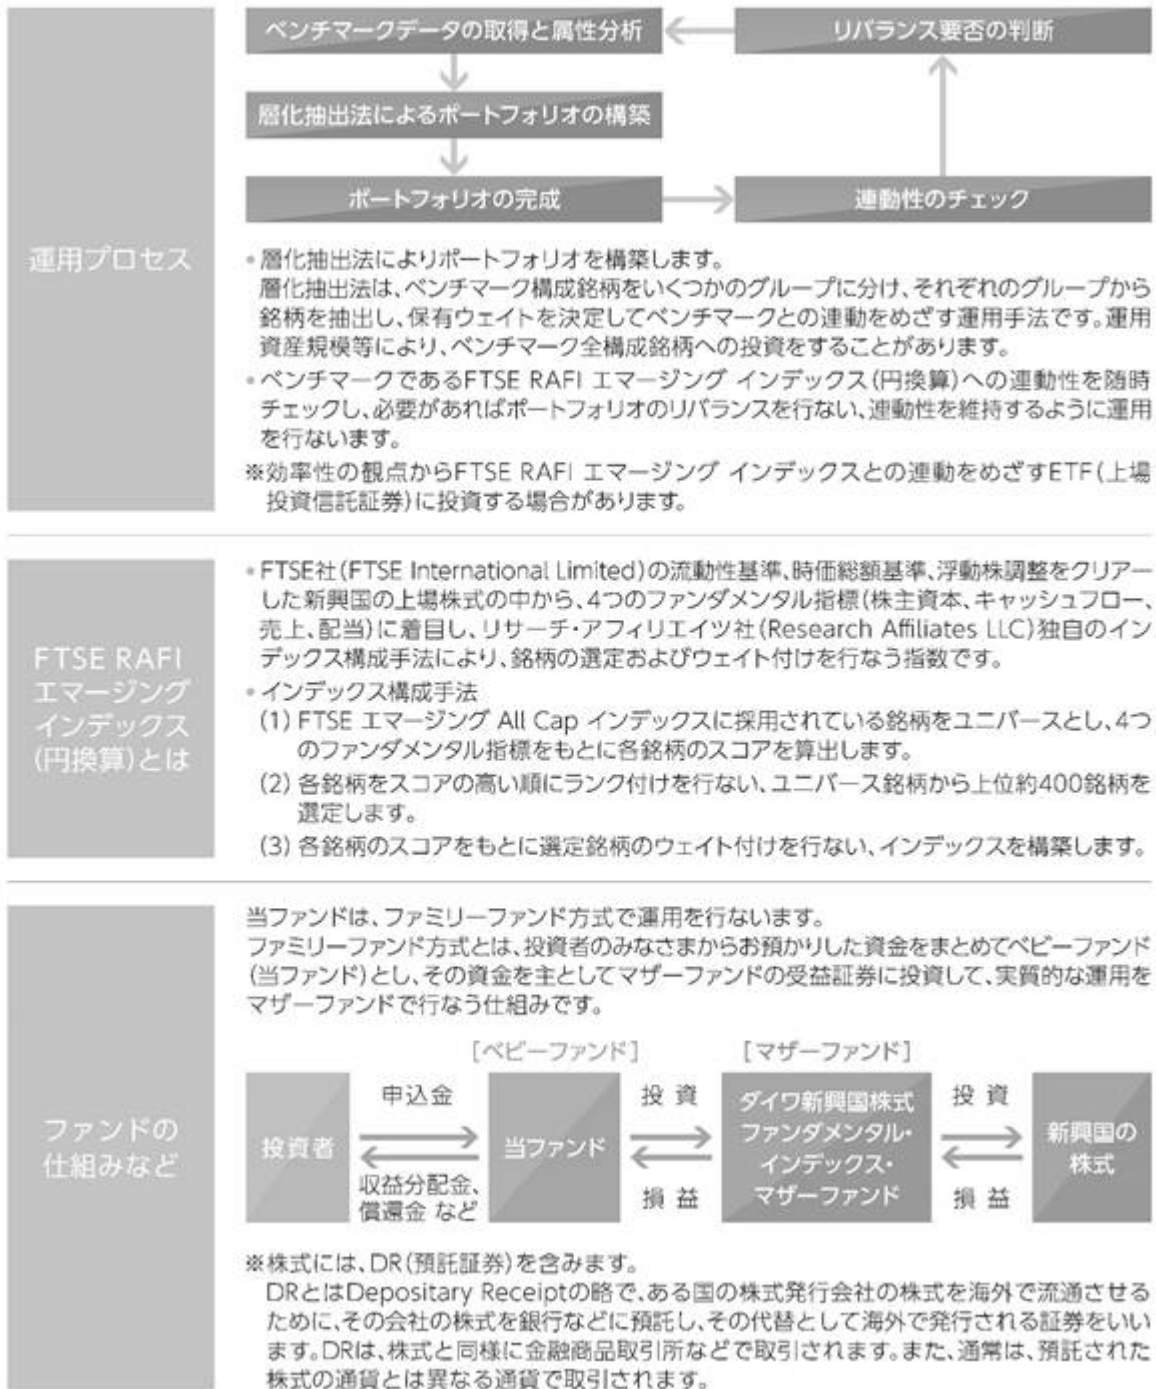 ベンチマークデータの取得と属性分析
リバランス要否の判断
層化抽出法によるポートフォリオの構築
ポートフォリオの完成
連動性のチェック
運用プロセス
•層化抽出法によりポートフォリオを構築します。
層化抽出法は、ベンチマーク構成銘柄をいくつかのグループに分け、それぞれのグループから
銘柄を抽出し、保有ウェイトを決定してベンチマークとの連動をめざす運用手法です。運用
資産規模等により、ベンチマーク全構成銘柄への投資をすることがあります。
•ベンチマークであるFTSE RAFI エマージング インデックス(円換算)への連動性を随時
チェックし、必要があればポートフォリオのリバランスを行ない、連動性を維持するように運用
を行ないます。
※効率性の観点からFTSE RAFI エマージング インデックスとの連動をめざすETF(上場
投資信託証券)に投資する場合があります。
FTSE RAFI
エマージング
インデックス
(円換算)とは
•FTSE社(FTSE International Limited)の流動性基準、時価総額基準、浮動株調整をクリアー
した新興国の上場株式の中から、4つのファンダメンタル指標(株主資本、キャッシュフロー、
売上、配当)に着目し、リサーチ・アフィリエイツ社(Research Affiliates LLC)独自のイン
デックス構成手法により、銘柄の選定およびウェイト付けを行なう指数です。
•インデックス構成手法
(1) FTSE エマージング All Cap インデックスに採用されている銘柄をユニバースとし、4つ
のファンダメンタル指標をもとに各銘柄のスコアを算出します。
(2) 各銘柄をスコアの高い順にランク付けを行ない、ユニバース銘柄から上位約400銘柄を
選定します。
(3) 各銘柄のスコアをもとに選定銘柄のウェイト付けを行ない、インデックスを構築します。
ファンドの
仕組みなど
当ファンドは、ファミリーファンド方式で運用を行ないます。
ファミリーファンド方式とは、投資者のみなさまからお預かりした資金をまとめてベビーファンド
(当ファンド)とし、その資金を主としてマザーファンドの受益証券に投資して、実質的な運用を
マザーファンドで行なう仕組みです。
[ベビーファンド]
[マザーファンド]
投資者
申込金
収益分配金、
償還金 など
当ファンド
投 資
損 益
ダイワ新興国株式
ファンダメンタル・
インデックス・
マザーファンド
投 資
損 益
新興国の
株式
※株式には、DR(預託証券)を含みます。
DRとはDepositary Receiptの略で、ある国の株式発行会社の株式を海外で流通させる
ために、その会社の株式を銀行などに預託し、その代替として海外で発行される証券をいい
ます。DRは、株式と同様に金融商品取引所などで取引されます。また、通常は、預託された
株式の通貨とは異なる通貨で取引されます。